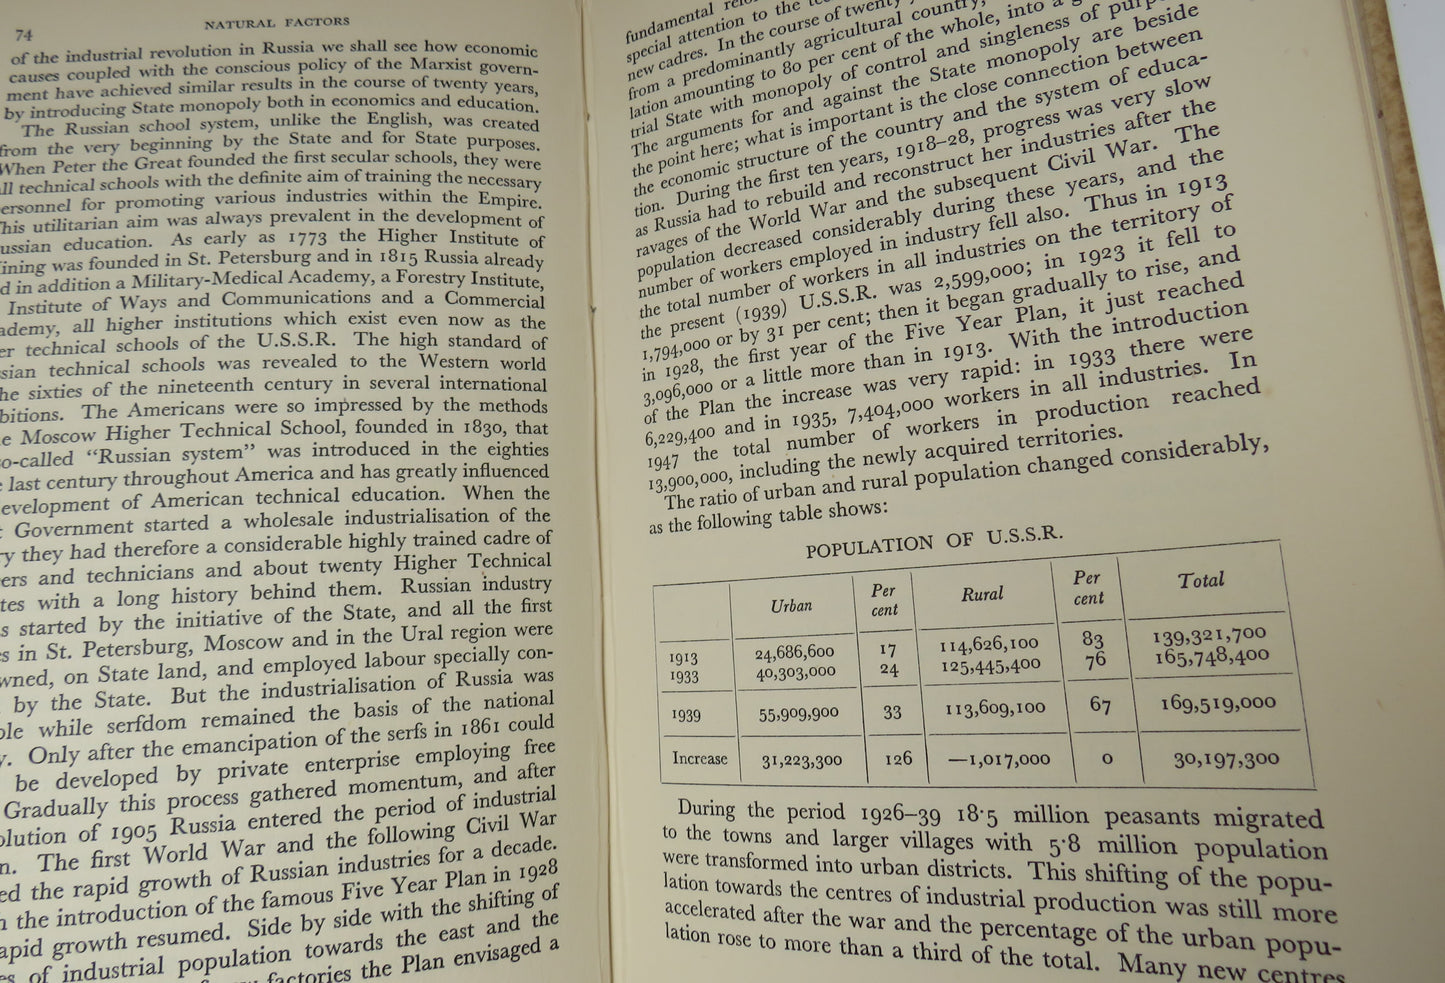 74
NATURAL FACTORS
of the industrial revolution in Russia we shall see how economic
causes coupled with the conscious policy of the Marxist govern-
ment have achieved similar results in the course of twenty years,
by introducing State monopoly both in economics and education.
The Russian school system, unlike the English, was created
from the very beginning by the State and for State purposes.
When Peter the Great founded the first secular schools, they were
ll technical schools with the definite aim of training the necessary
ersonnel for promoting various industries within the Empire.
his utilitarian aim was always prevalent in the development of
ussian education. As early as 1773 the Higher Institute of
ining was founded in St. Petersburg and in 1815 Russia already
d in addition a Military-Medical Academy, a Forestry Institute,
Institute of Ways and Communications and a Commercial
ademy, all higher institutions which exist even now as the
er technical schools of the U.S.S.R. The high standard of
sian technical schools was revealed to the Western world
he sixties of the nineteenth century in several international
bitions. The Americans were so impressed by the methods
e Moscow Higher Technical School, founded in 1830, that
o-called "Russian system" was introduced in the eighties
last century throughout America and has greatly influenced
evelopment of American technical education. When the
Government started a wholesale industrialisation of the
ry they had therefore a considerable highly trained cadre of
ers and technicians and about twenty Higher Technical
tes with a long history behind them. Russian industry
s started by the initiative of the State, and all the first
s in St. Petersburg, Moscow and in the Ural region were
wned, on State land, and employed labour specially con-
by the State. But the industrialisation of Russia was
ble while serfdom remained the basis of the national
y. Only after the emancipation of the serfs in 1861 could
be developed by private enterprise employing free
Gradually this process gathered momentum, and after
olution of 1905 Russia entered the period of industrial
n. The first World War and the following Civil War
ed the rapid growth of Russian industries for a decade.
n the introduction of the famous Five Year Plan in 1928
apid growth resumed. Side by side with the shifting of
es of industrial population towards the east and the
factories the Plan envisaged a
fundamental
special attention to the
new cadres. In the course of twenty
from a predominantly agricultural country,
lation amounting to 80 per cent of the whole, into a
trial State with monopoly of control and singleness of
The arguments for and against the State monopoly are beside
the point here; what is important is the close connection between
the economic structure of the country and the system of educa-
tion. During the first ten years, 1918–28, progress was very slow
as Russia had to rebuild and reconstruct her industries after the
ravages of the World War and the subsequent Civil War. The
population decreased considerably during these years, and the
number of workers employed in industry fell also. Thus in 1913
the total number of workers in all industries on the territory of
the present (1939) U.S.S.R. was 2,599,000; in 1923 it fell to
1,794,000 or by 31 per cent; then it began gradually to rise, and
in 1928, the first year of the Five Year Plan, it just reached
3,096,000 or a little more than in 1913. With the introduction
of the Plan the increase was very rapid: in 1933 there were
6,229,400 and in 1935, 7,404,000 workers in all industries. In
1947 the total number of workers in production reached
13,900,000, including the newly acquired territories.
The ratio of urban and rural population changed considerably,
as the following table shows:
POPULATION OF U.S.S.R.
Urban Per cent Rural Per cent Total
1913 24,686,600 17 114,626,100 83 139,321,700
1933 40,303,000 24 125,445,400 76 165,748,400
1939 55,909,900 33 113,609,100 67 169,519,000
Increase 31,223,300 126 —1,017,000 0 30,197,300
During the period 1926–39 18·5 million peasants migrated
to the towns and larger villages with 5·8 million population
were transformed into urban districts. This shifting of the popu-
lation towards the centres of industrial production was still more
accelerated after the war and the percentage of the urban popu-
lation rose to more than a third of the total. Many new centres